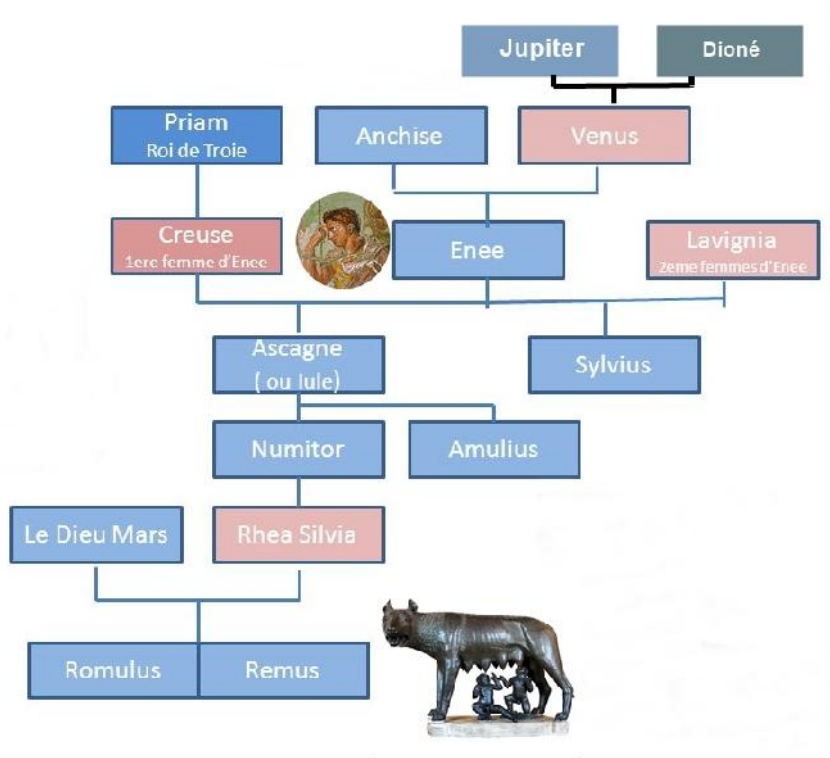 Jupiter
Dioné
Priam
Roi de Troie
Anchise
Venus
Creuse
1ere femme d'Enee
Enee
Lavignia
2eme femmes d'Enee
Ascagne
( ou Iule)
Sylvius
Numitor
Amulius
Le Dieu Mars
Rhea Silvia
Romulus
Remus